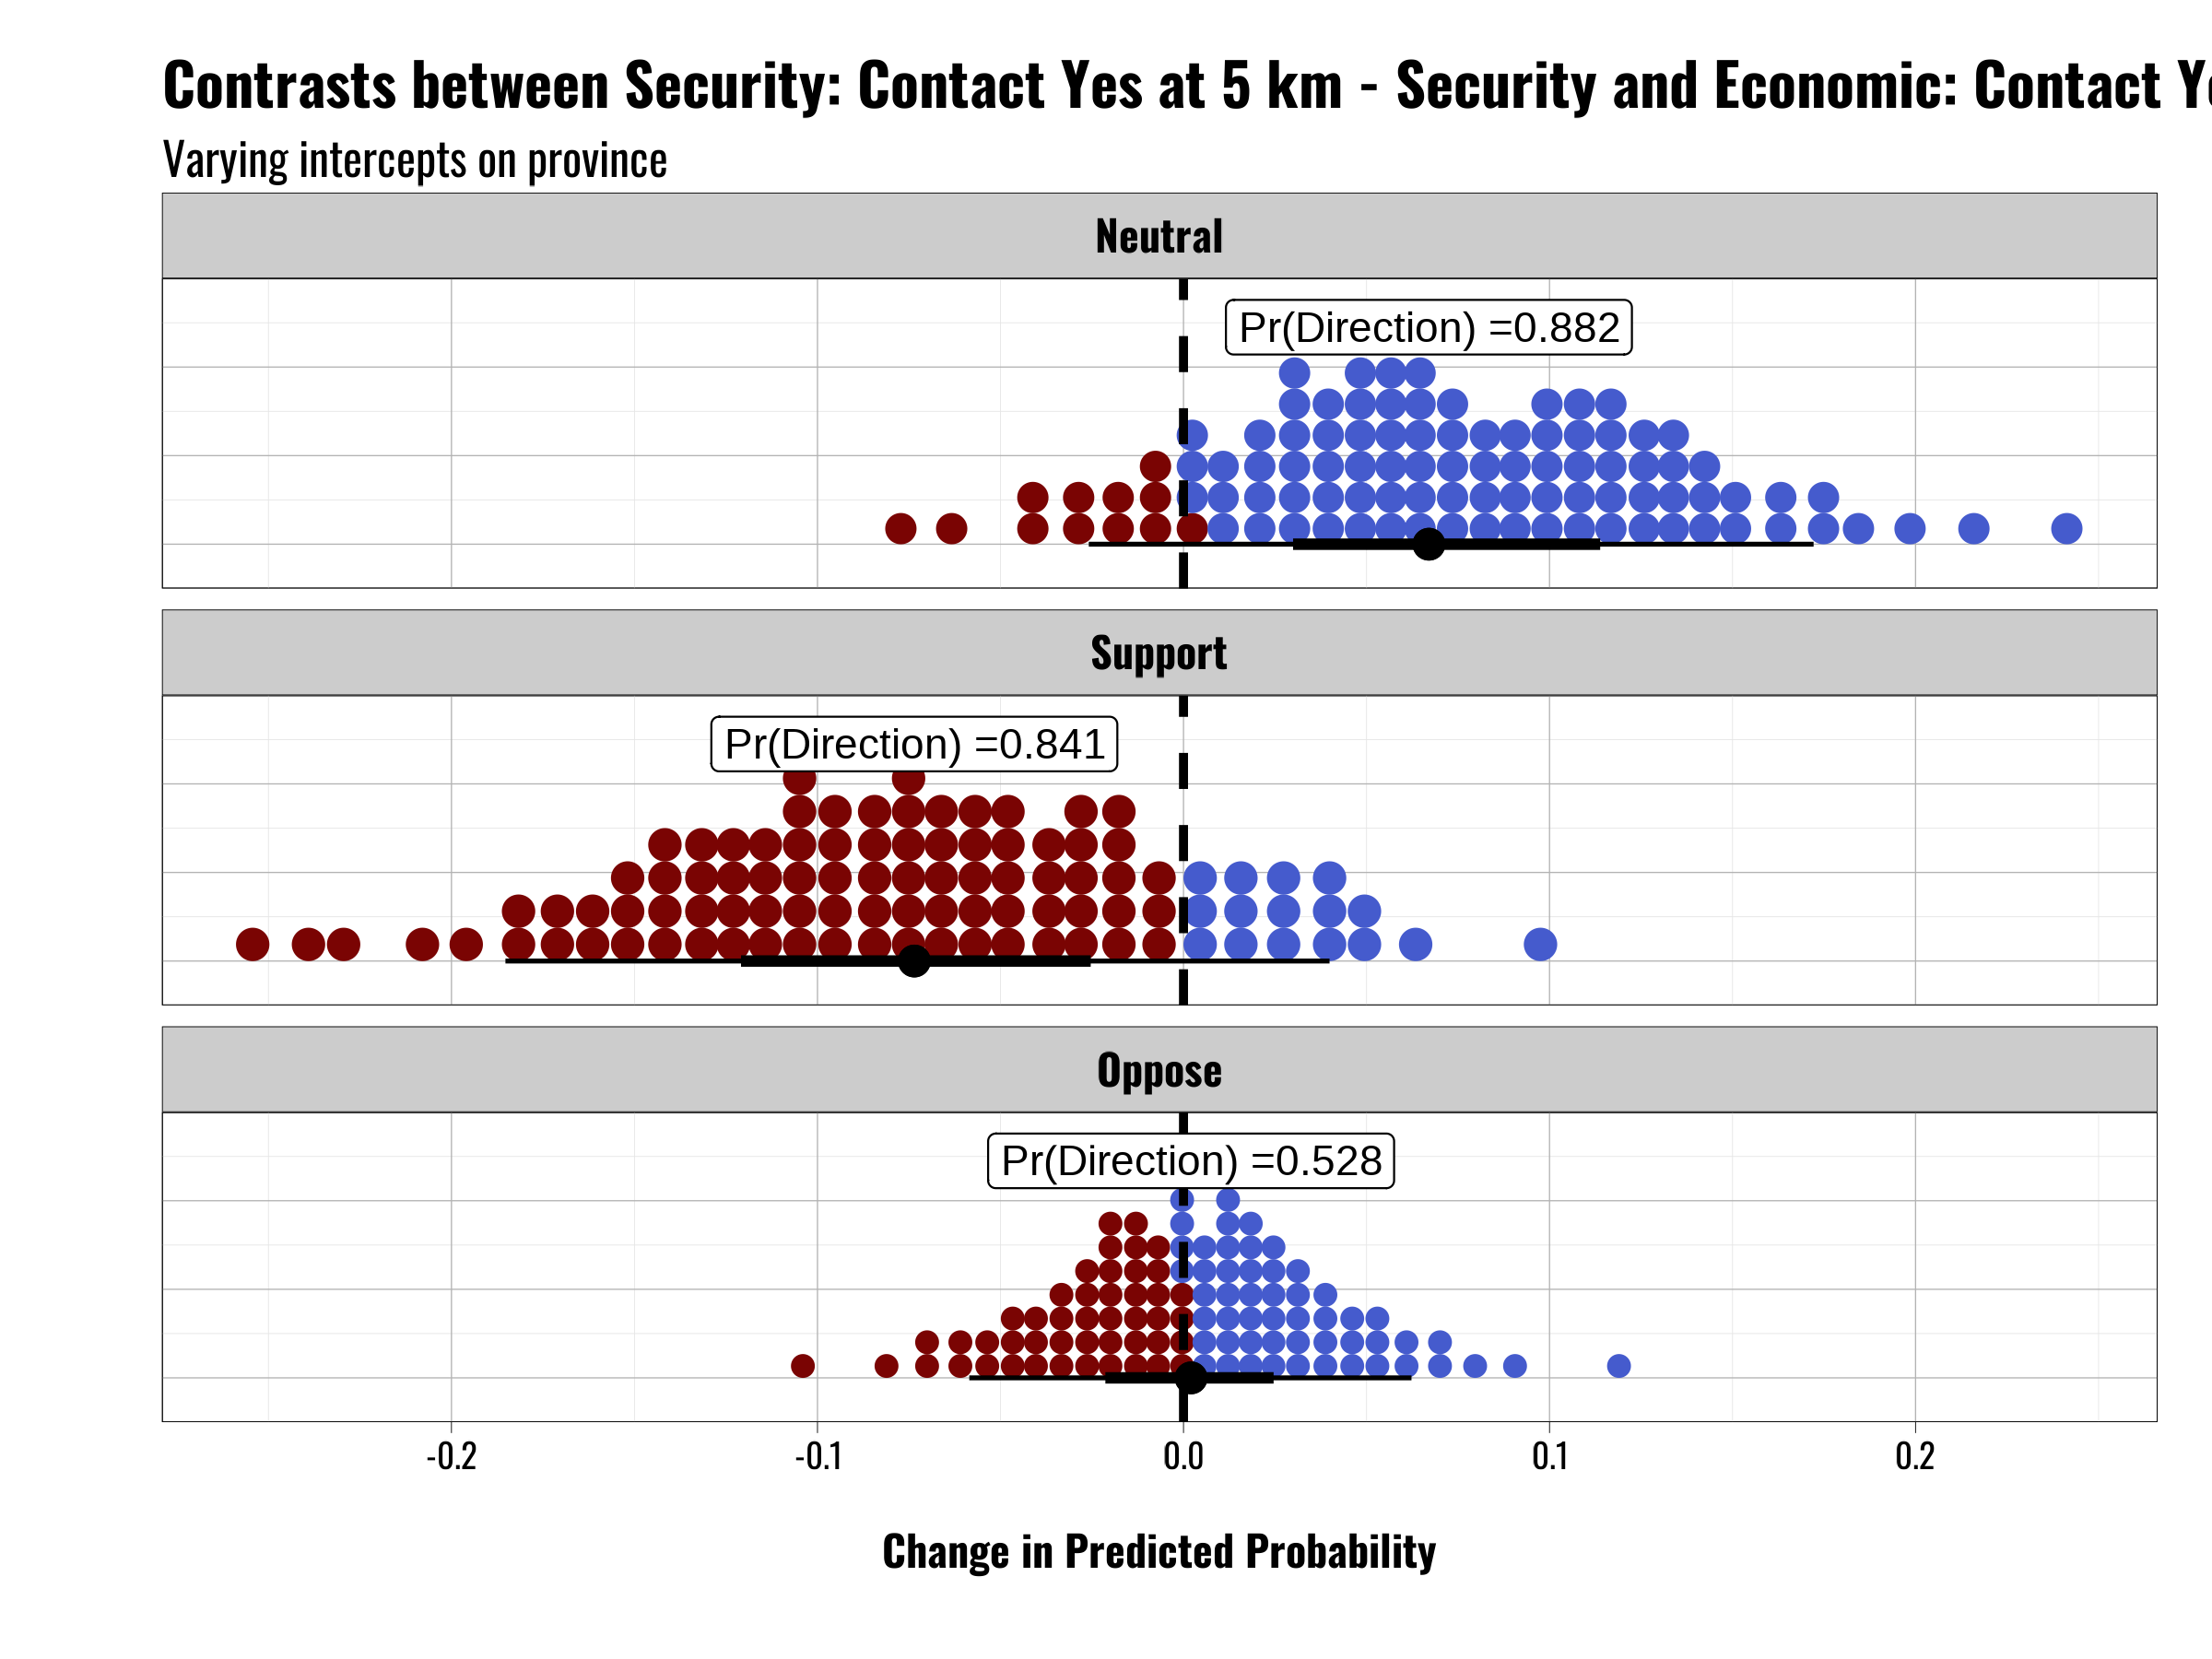 Contrasts between Security: Contact Yes at 5 km - Security and Economic: Contact
Varying intercepts on province
Neutral
Pr(Direction) =0.882
Support
Pr(Direction) =0.841
Oppose
Pr(Direction) =0.528
-0.2 -0.1 0.0 0.1 0.2
Change in Predicted Probability